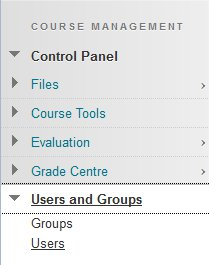 COURSE MANAGEMENT
Control Panel
Files
Course Tools
Evaluation
Grade Centre
Users and Groups
Groups
Users